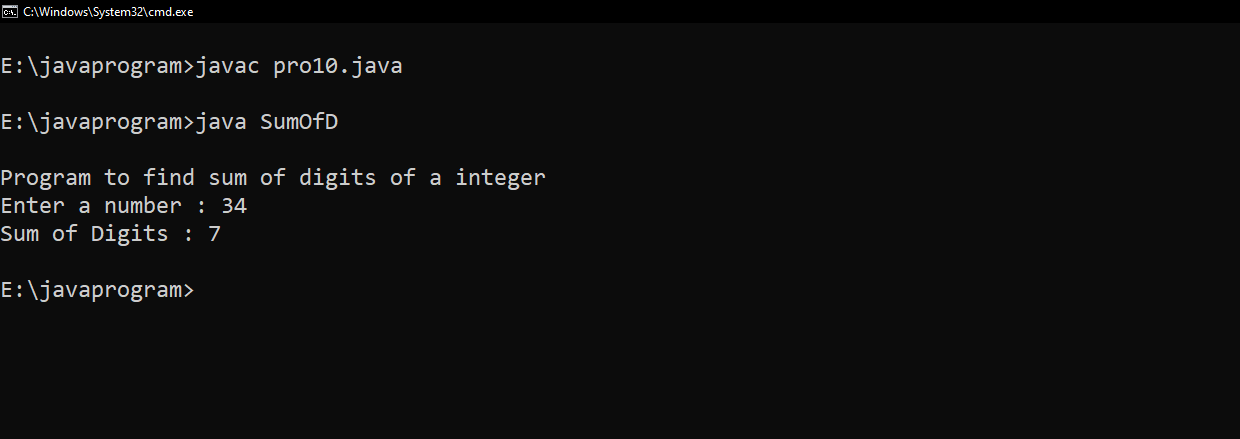 C:\Windows\System32\cmd.exe
E:\javaprogram>javac pro10.java
E:\javaprogram>java SumOfD
Program to find sum of digits of a integer
Enter a number : 34
Sum of Digits : 7
E:\javaprogram>